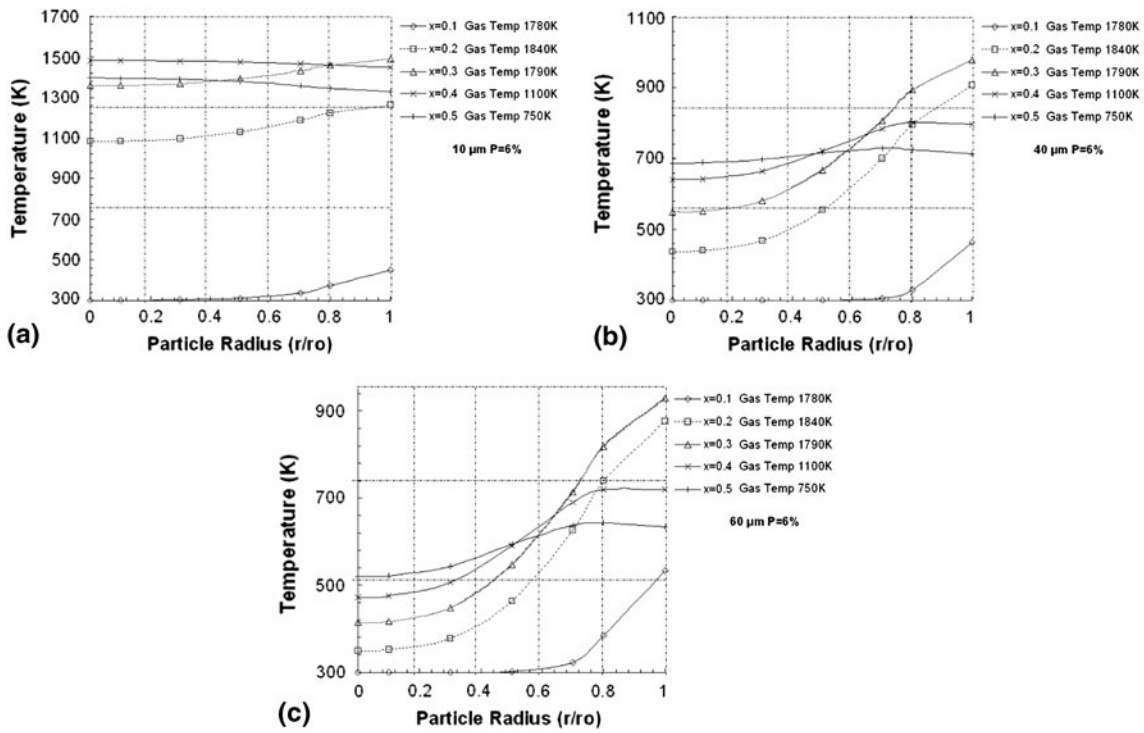 1700
1500
1300
1100
900
700
500
300
Temperature (K)
0 0.2 0.4 0.6 0.8 1
Particle Radius (r/ro)
x=0.1 Gas Temp 1780K
x=0.2 Gas Temp 1840K
x=0.3 Gas Temp 1790K
x=0.4 Gas Temp 1100K
x=0.5 Gas Temp 750K
10 µm P=6%
(a)
1100
900
700
500
300
Temperature (K)
0 0.2 0.4 0.6 0.8 1
Particle Radius (r/ro)
x=0.1 Gas Temp 1780K
x=0.2 Gas Temp 1840K
x=0.3 Gas Temp 1790K
x=0.4 Gas Temp 1100K
x=0.5 Gas Temp 750K
40 µm P=6%
(b)
900
700
500
300
Temperature (K)
0 0.2 0.4 0.6 0.8 1
Particle Radius (r/ro)
x=0.1 Gas Temp 1780K
x=0.2 Gas Temp 1840K
x=0.3 Gas Temp 1790K
x=0.4 Gas Temp 1100K
x=0.5 Gas Temp 750K
60 µm P=6%
(c)